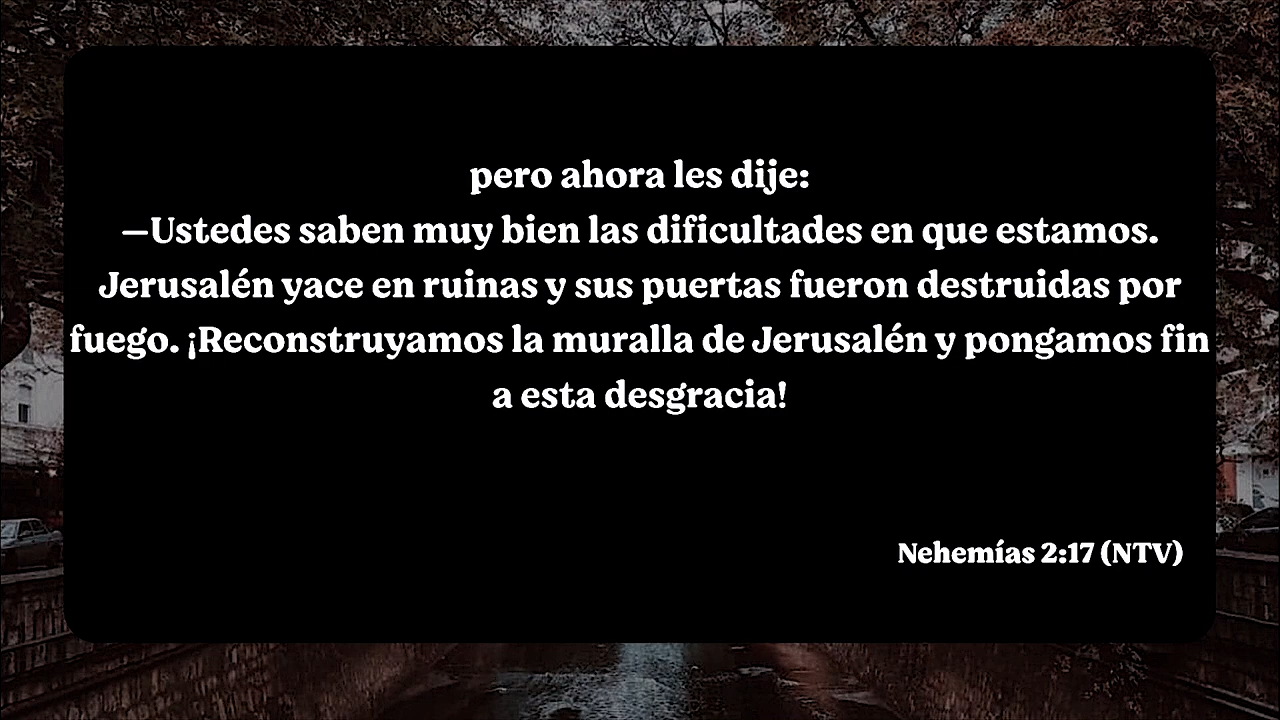 pero ahora les dije:
—Ustedes saben muy bien las dificultades en que estamos.
Jerusalén yace en ruinas y sus puertas fueron destruidas por
fuego. ¡Reconstruyamos la muralla de Jerusalén y pongamos fin
a esta desgracia!
Nehemías 2:17 (NTV)